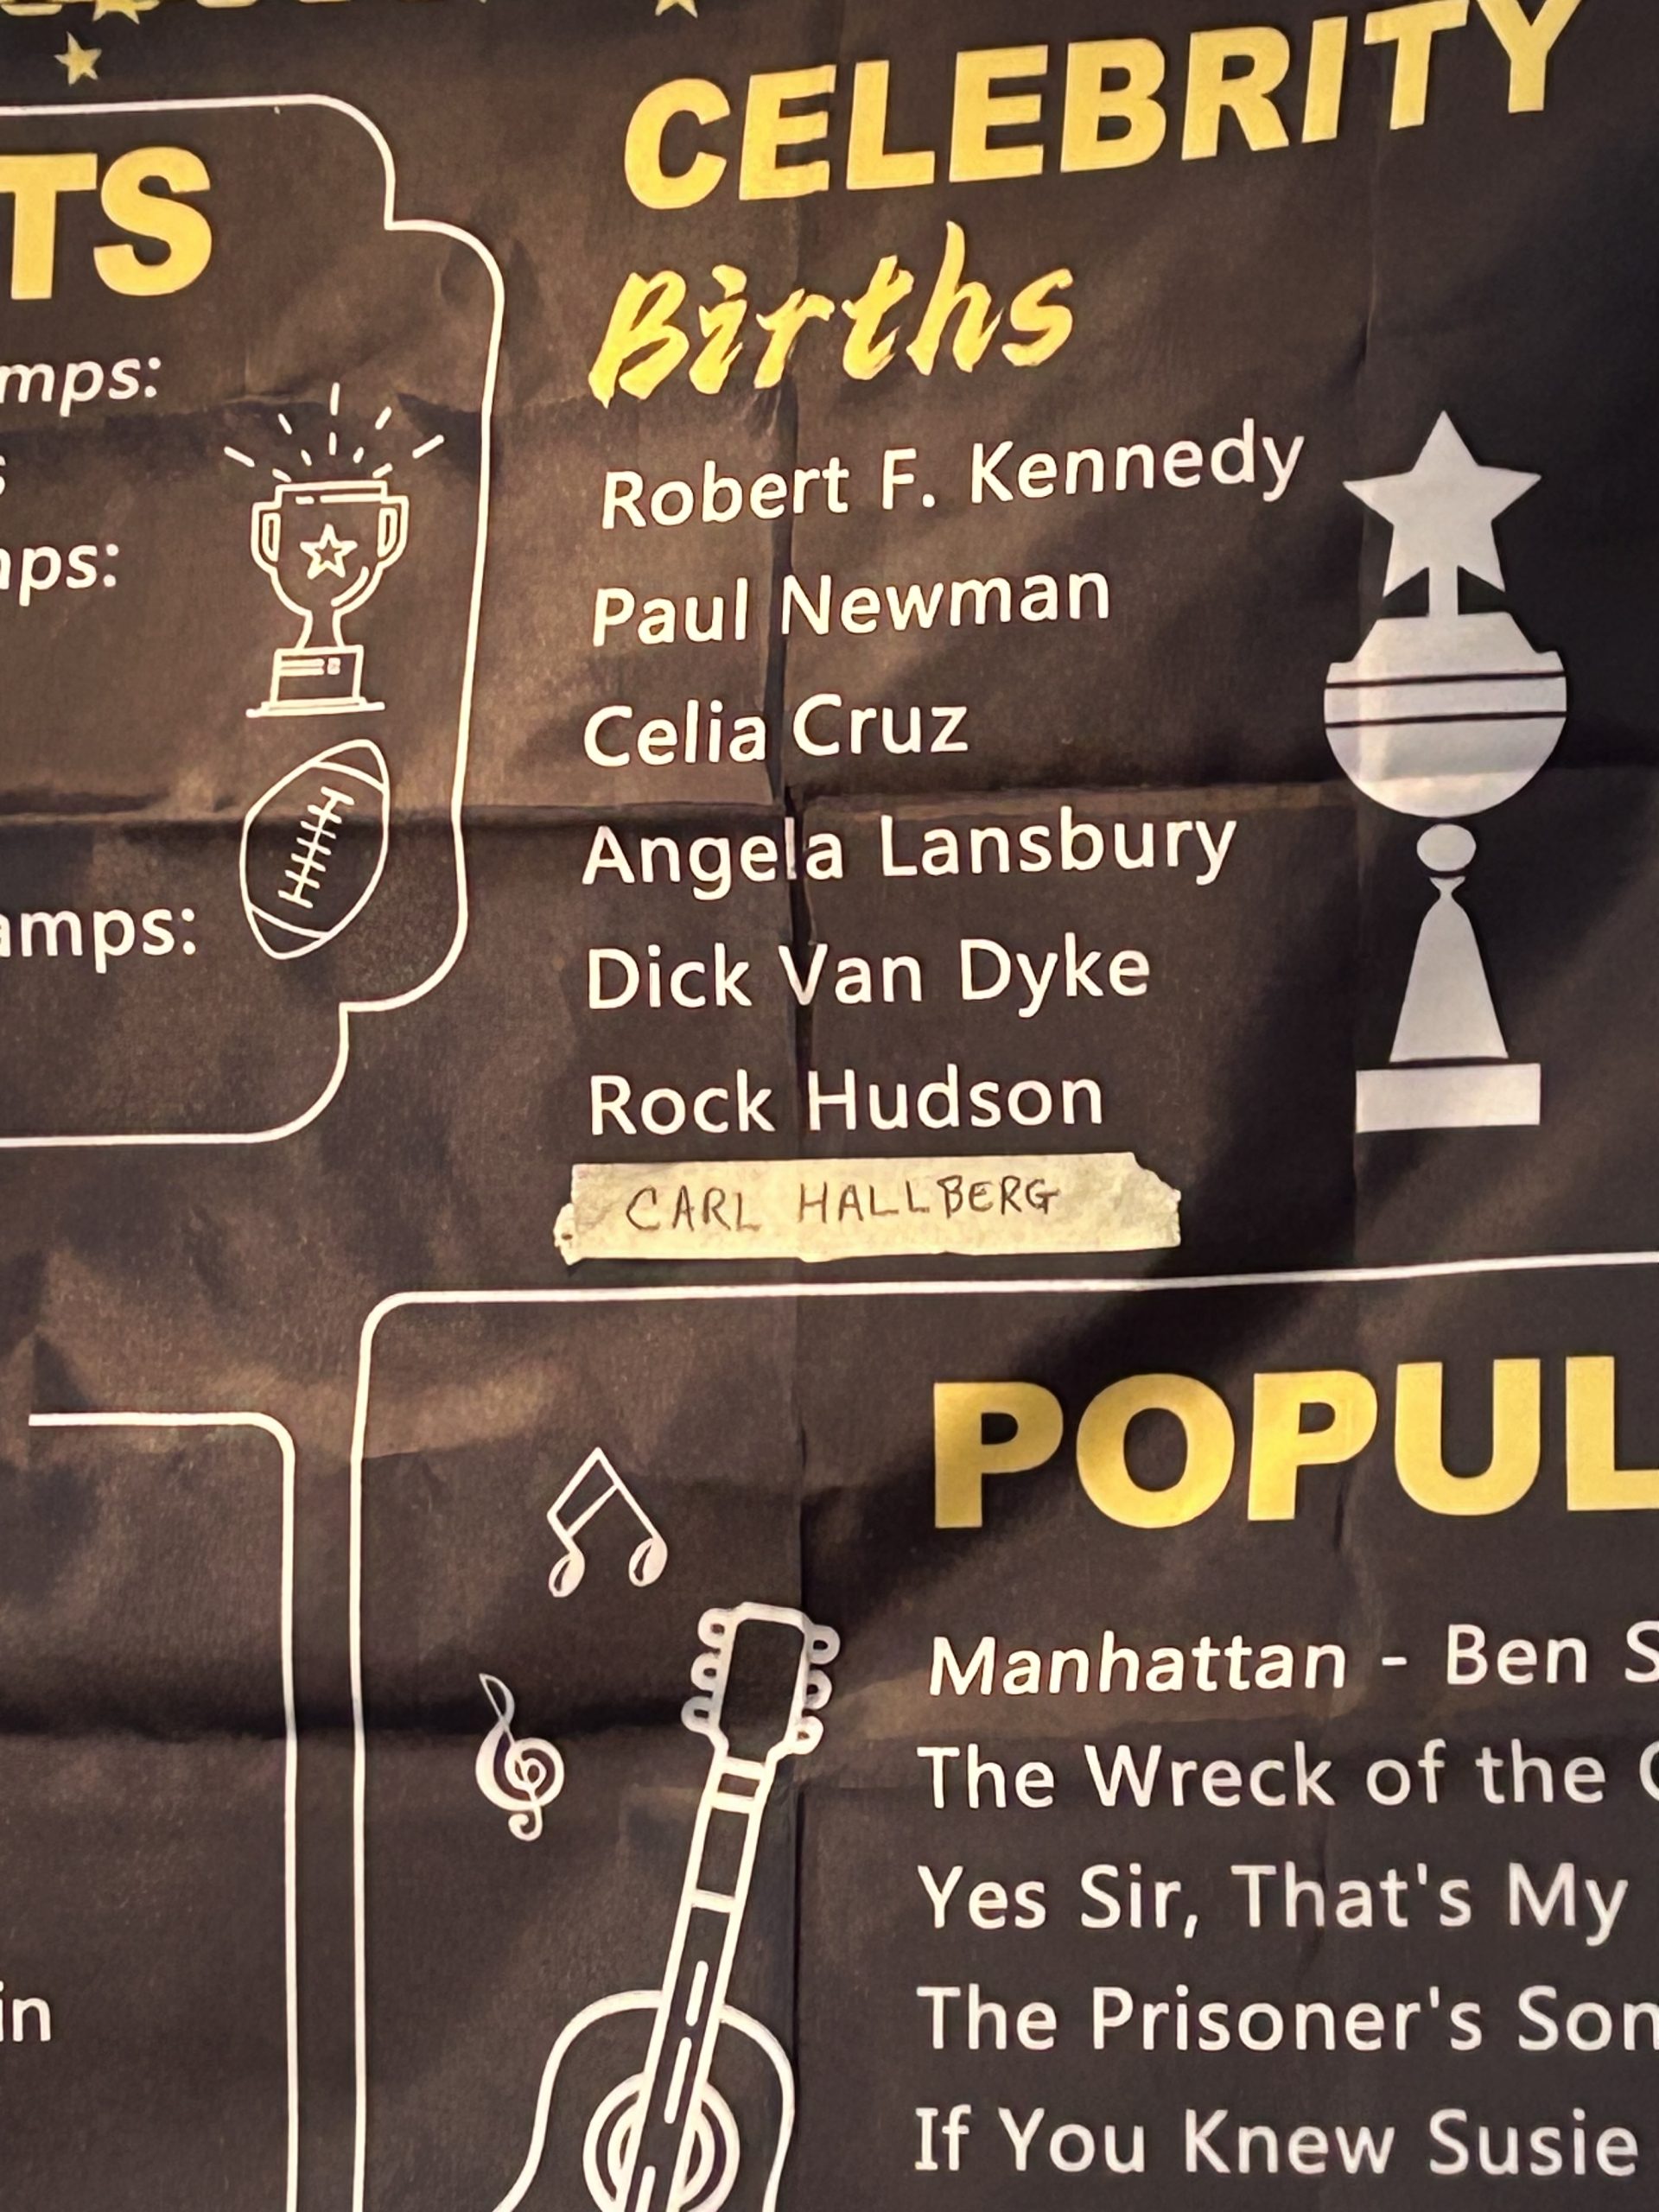 TS
mps:
mps:
amps:
CELEBRITY
Births
Robert F. Kennedy
Paul Newman
Celia Cruz
Angela Lansbury
Dick Van Dyke
Rock Hudson
CARL HALLBERG
POPUL
Manhattan - Ben S
The Wreck of the
Yes Sir, That's My
The Prisoner's Son
If You Knew Susie
in